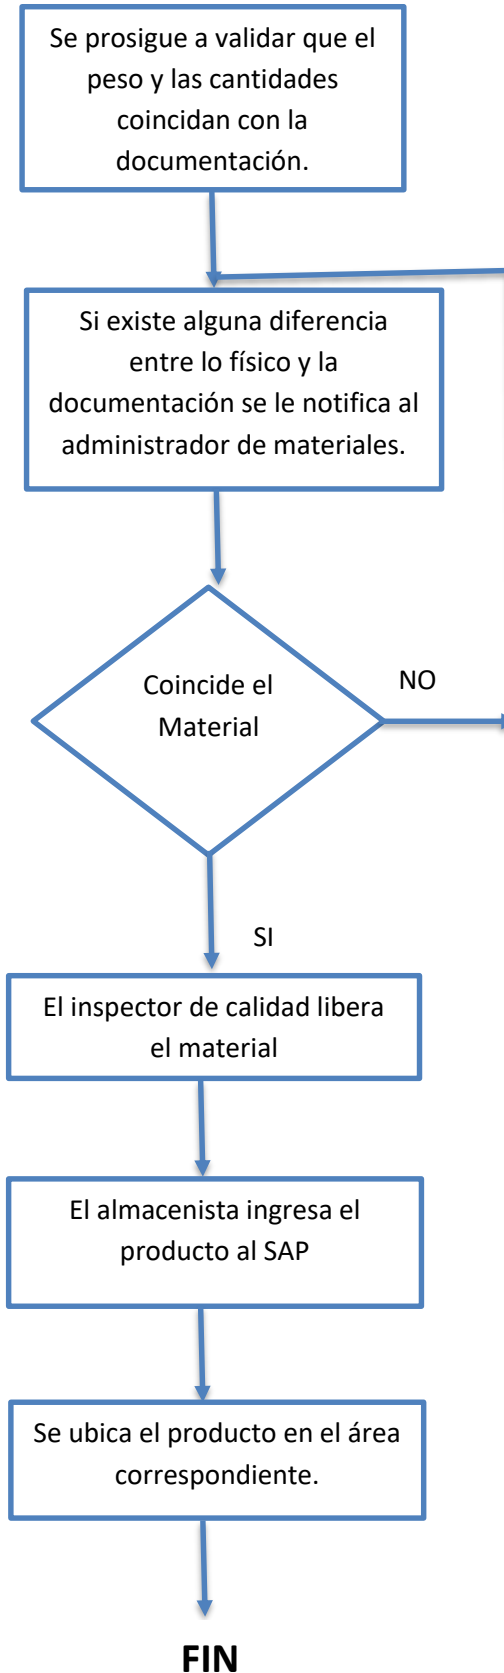 Se prosigue a validar que el
peso y las cantidades
coincidan con la
documentación.
Si existe alguna diferencia
entre lo físico y la
documentación se le notifica al
administrador de materiales.
Coincide el
Material
NO
SI
El inspector de calidad libera
el material
El almacenista ingresa el
producto al SAP
Se ubica el producto en el área
correspondiente.
FIN